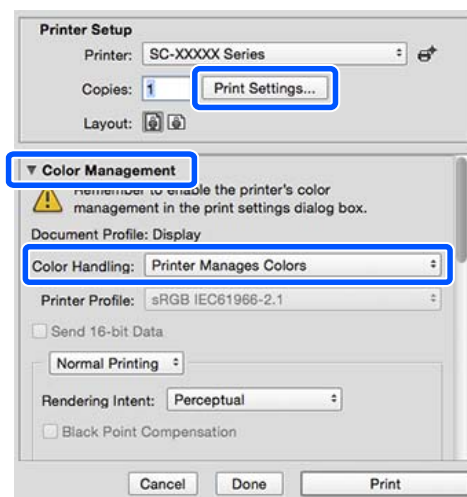 Printer Setup
Printer: SC-XXXXX Series
Copies: 1 Print Settings...
Layout:
▼ Color Management
Remember to enable the printer's color
management in the print settings dialog box.
Document Profile: Display
Color Handling: Printer Manages Colors
Printer Profile: sRGB IEC61966-2.1
Send 16-bit Data
Normal Printing
Rendering Intent: Perceptual
Black Point Compensation
Cancel Done Print